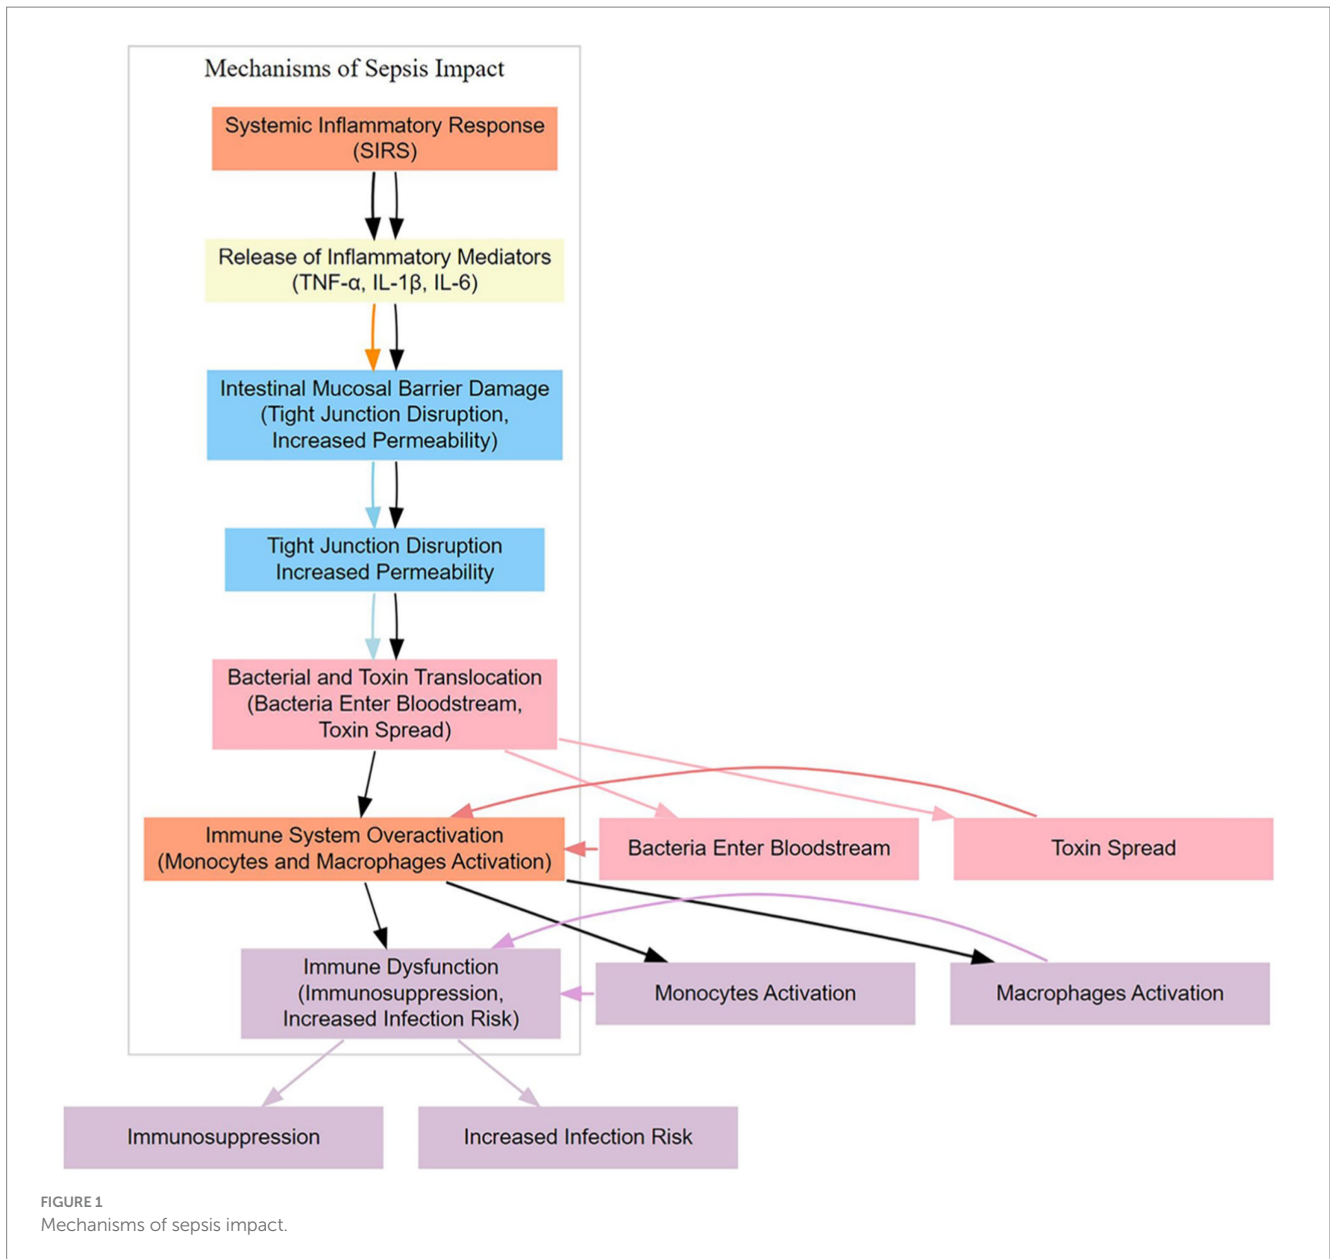 Mechanisms of Sepsis Impact
Systemic Inflammatory Response
(SIRS)
Release of Inflammatory Mediators
(TNF-α, IL-1β, IL-6)
Intestinal Mucosal Barrier Damage
(Tight Junction Disruption,
Increased Permeability)
Tight Junction Disruption
Increased Permeability
Bacterial and Toxin Translocation
(Bacteria Enter Bloodstream,
Toxin Spread)
Immune System Overactivation
(Monocytes and Macrophages Activation)
Bacteria Enter Bloodstream
Toxin Spread
Immune Dysfunction
(Immunosuppression,
Increased Infection Risk)
Monocytes Activation
Macrophages Activation
Immunosuppression
Increased Infection Risk
FIGURE 1
Mechanisms of sepsis impact.